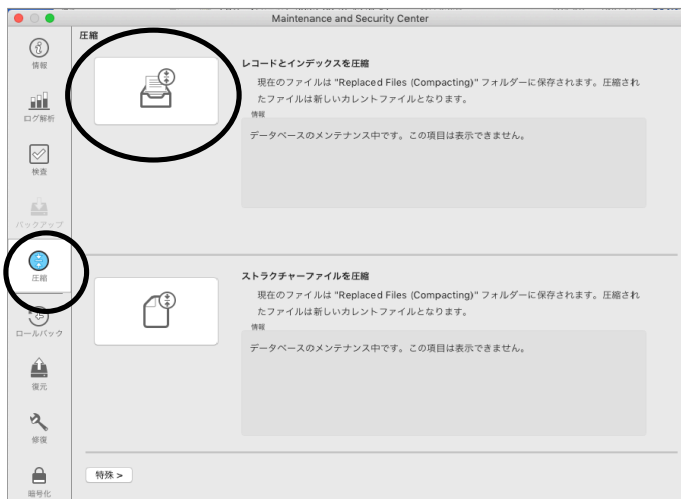 Maintenance and Security Center
圧縮
情報
ログ解析
検査
バックアップ
圧縮
ロールバック
復元
修復
暗号化
レコードとインデックスを圧縮
現在のファイルは "Replaced Files (Compacting)" フォルダーに保存されます。圧縮され
たファイルは新しいカレントファイルとなります。
情報
データベースのメンテナンス中です。この項目は表示できません。
ストラクチャーファイルを圧縮
現在のファイルは "Replaced Files (Compacting)" フォルダーに保存されます。圧縮され
たファイルは新しいカレントファイルとなります。
情報
データベースのメンテナンス中です。この項目は表示できません。
特殊 >